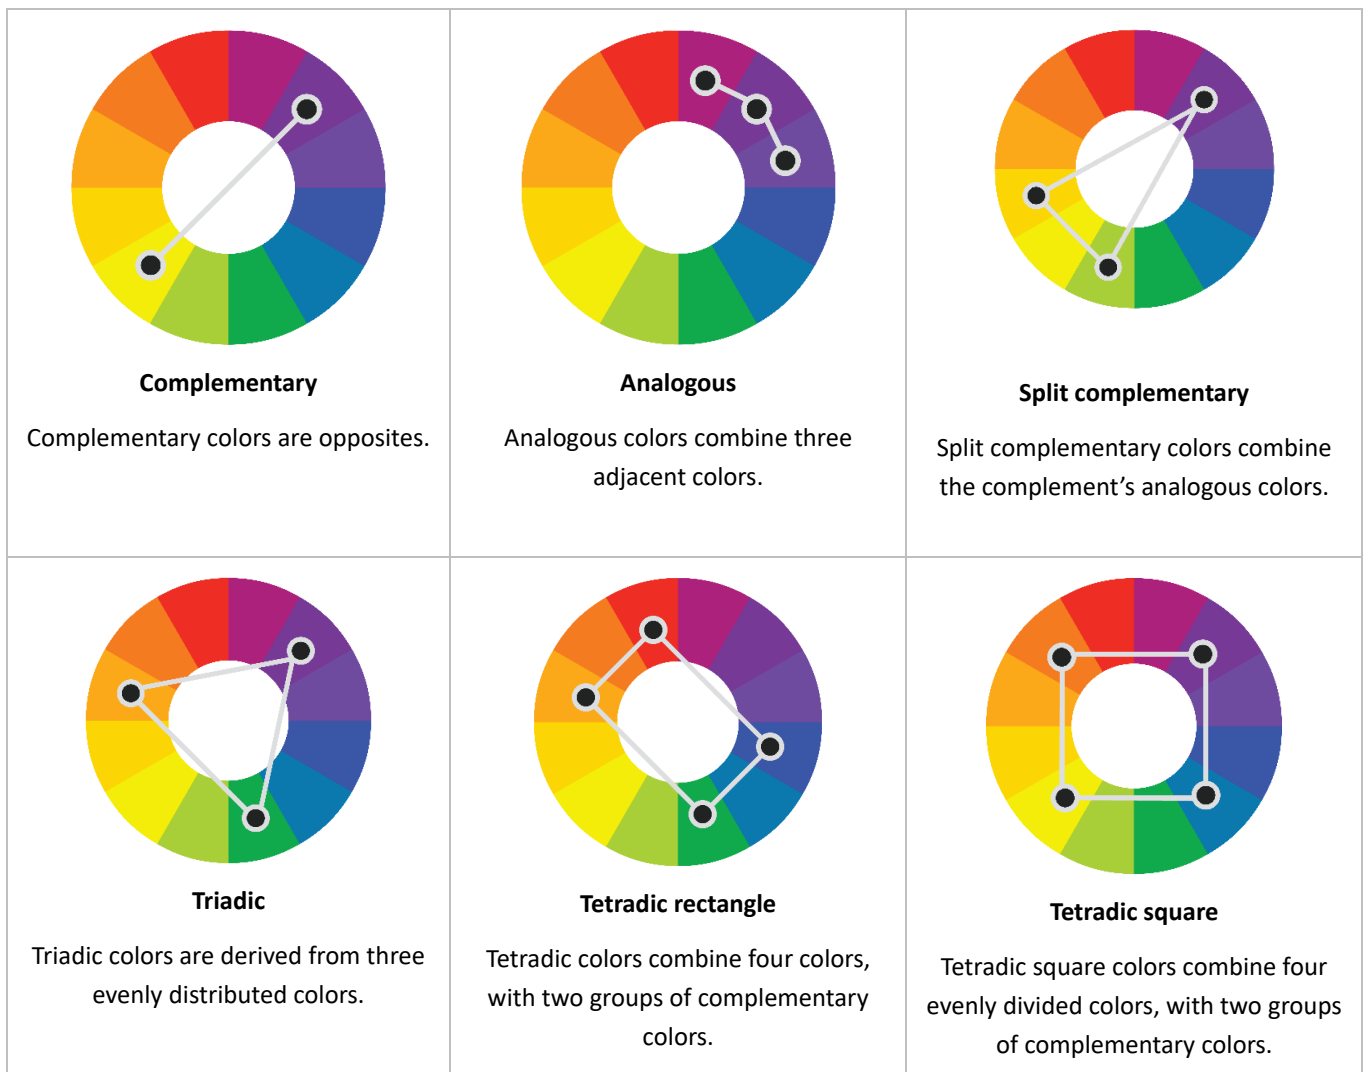 Complementary
Complementary colors are opposites.
Analogous
Analogous colors combine three
adjacent colors.
Split complementary
Split complementary colors combine
the complement’s analogous colors.
Triadic
Triadic colors are derived from three
evenly distributed colors.
Tetradic rectangle
Tetradic colors combine four colors,
with two groups of complementary
colors.
Tetradic square
Tetradic square colors combine four
evenly divided colors, with two groups
of complementary colors.